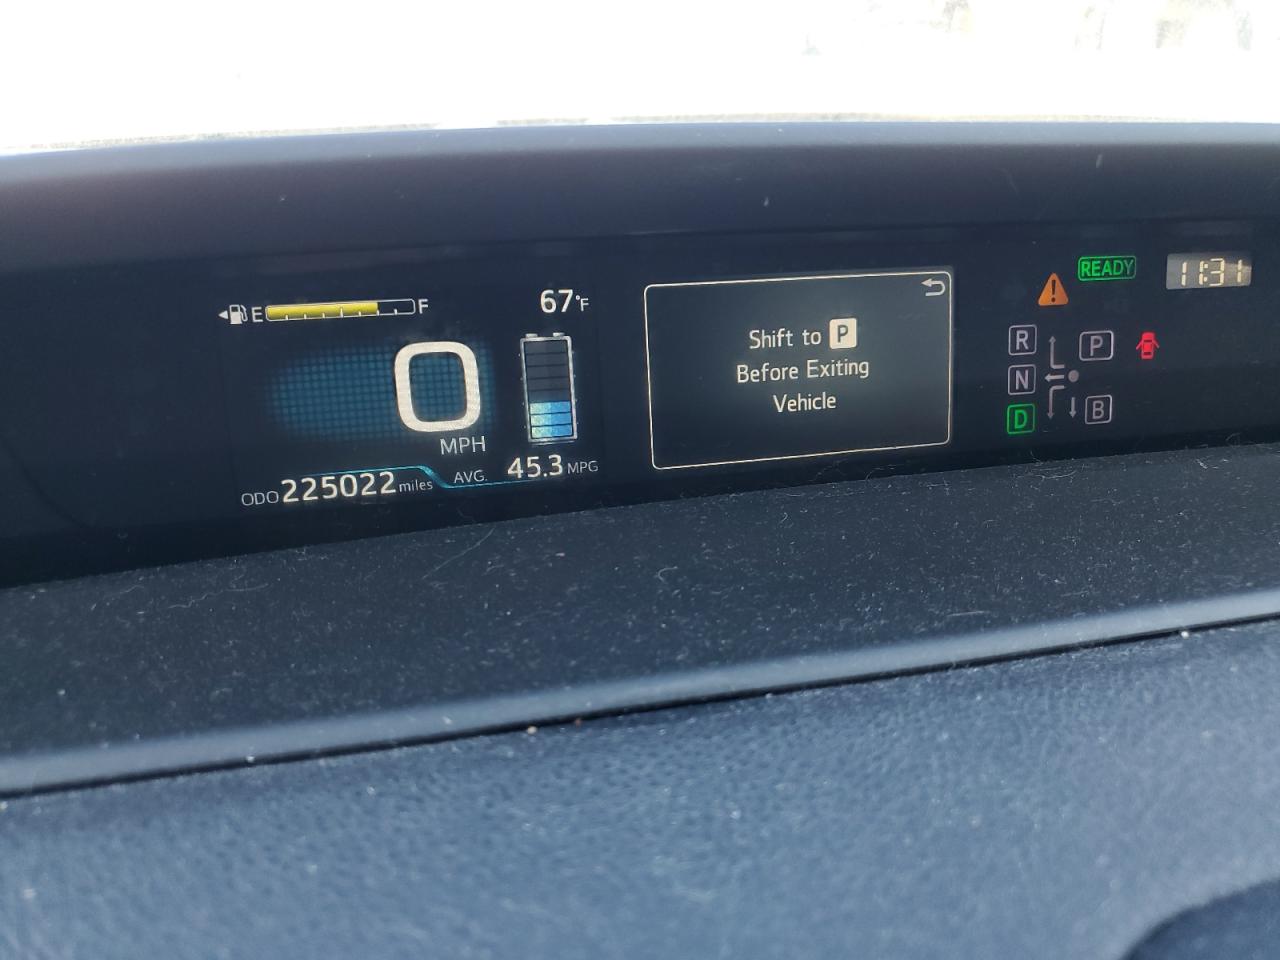 E F
67°F
0
MPH
ODO 225022 miles
AVG. 45.3 MPG
Shift to P
Before Exiting
Vehicle
READY
11:31
R P
N
D B